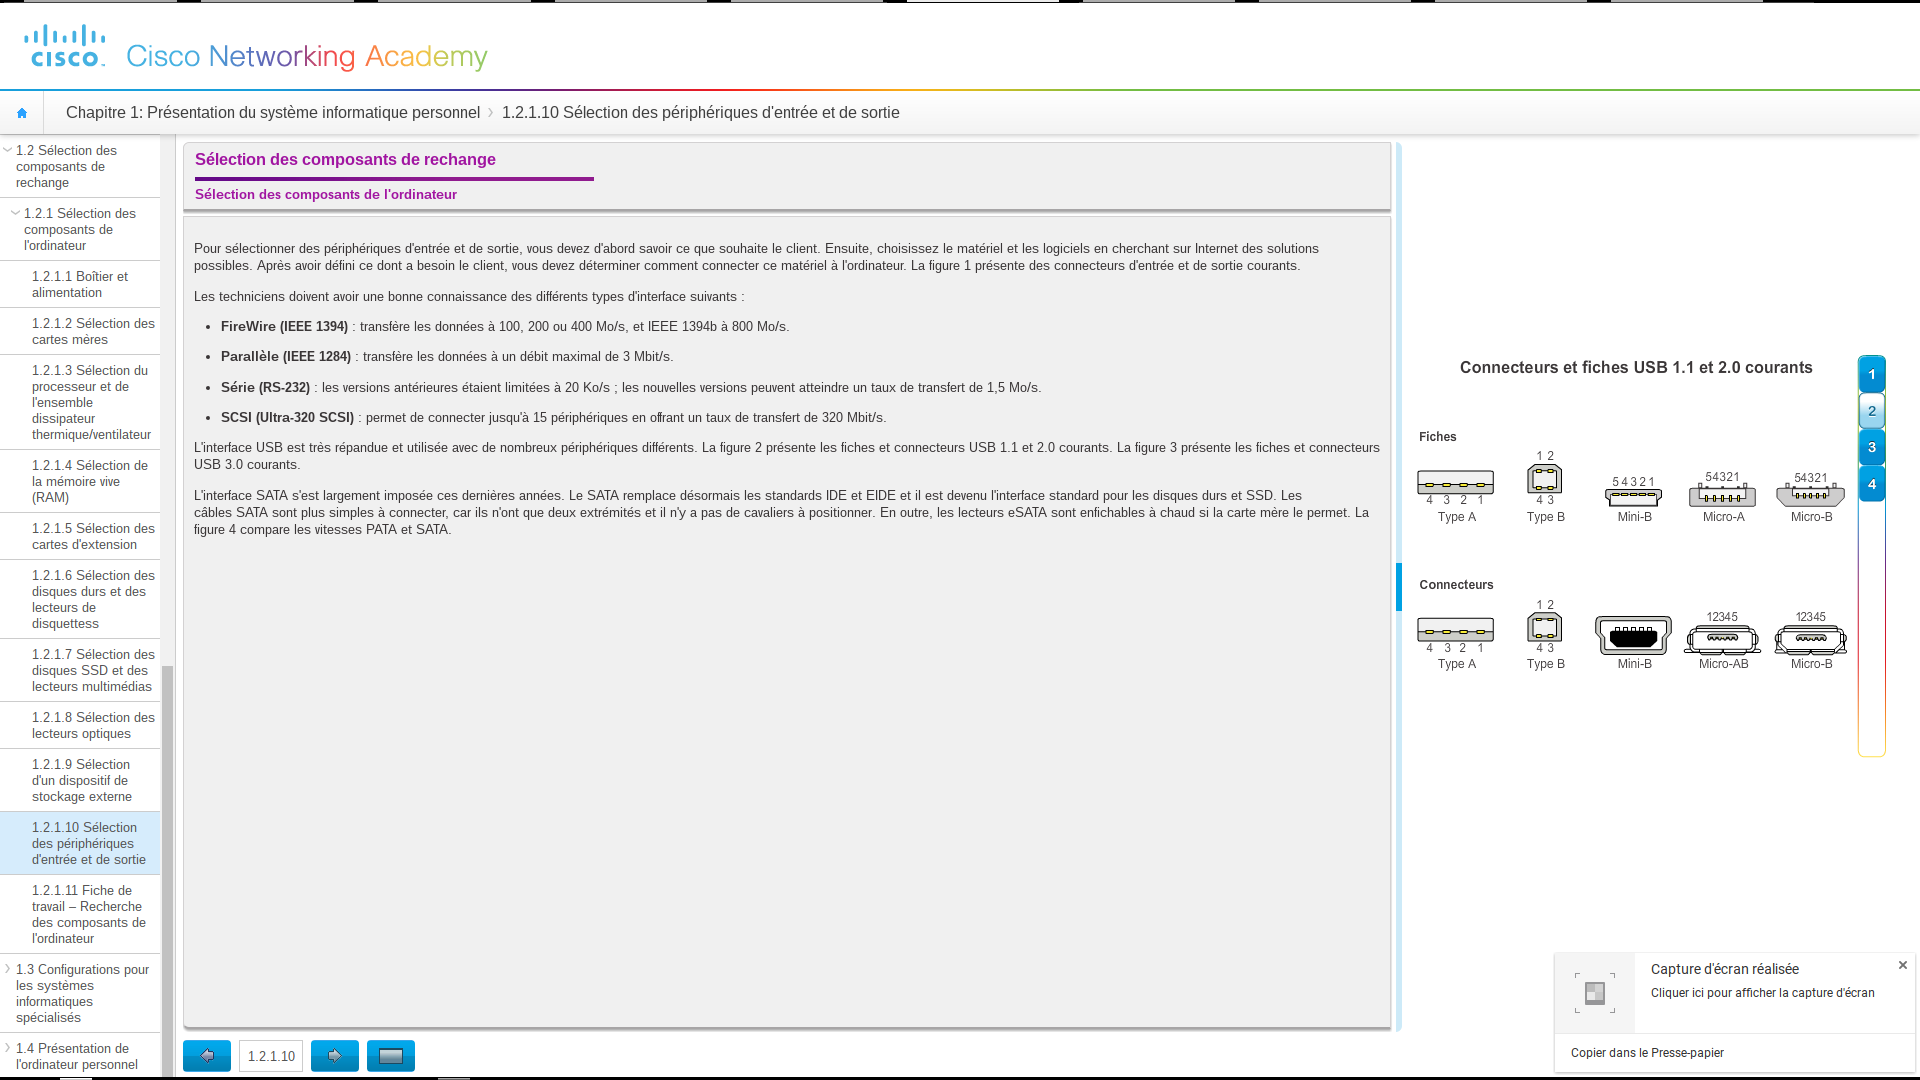 cisco
Cisco Networking Academy
Chapitre 1: Présentation du système informatique personnel
1.2.1.10 Sélection des périphériques d'entrée et de sortie
1.2 Sélection des
composants de
rechange
1.2.1 Sélection des
composants de
l'ordinateur
1.2.1.1 Boîtier et
alimentation
1.2.1.2 Sélection des
cartes mères
1.2.1.3 Sélection du
processeur et de
l'ensemble
dissipateur
thermique/ventilateur
1.2.1.4 Sélection de
la mémoire vive
(RAM)
1.2.1.5 Sélection des
cartes d'extension
1.2.1.6 Sélection des
disques durs et des
lecteurs de
disquettess
1.2.1.7 Sélection des
disques SSD et des
lecteurs multimédias
1.2.1.8 Sélection des
lecteurs optiques
1.2.1.9 Sélection
d'un dispositif de
stockage externe
1.2.1.10 Sélection
des périphériques
d'entrée et de sortie
1.2.1.11 Fiche de
travail – Recherche
des composants de
l'ordinateur
1.3 Configurations pour
les systèmes
informatiques
spécialisés
1.4 Présentation de
l'ordinateur personnel
Sélection des composants de rechange
Sélection des composants de l'ordinateur
Pour sélectionner des périphériques d'entrée et de sortie, vous devez d'abord savoir ce que souhaite le client. Ensuite, choisissez le matériel et les logiciels en cherchant sur Internet des solutions
possibles. Après avoir défini ce dont a besoin le client, vous devez déterminer comment connecter ce matériel à l'ordinateur. La figure 1 présente des connecteurs d'entrée et de sortie courants.
Les techniciens doivent avoir une bonne connaissance des différents types d'interface suivants :
• FireWire (IEEE 1394) : transfère les données à 100, 200 ou 400 Mo/s, et IEEE 1394b à 800 Mo/s.
• Parallèle (IEEE 1284) : transfère les données à un débit maximal de 3 Mbit/s.
• Série (RS-232) : les versions antérieures étaient limitées à 20 Ko/s ; les nouvelles versions peuvent atteindre un taux de transfert de 1,5 Mo/s.
• SCSI (Ultra-320 SCSI) : permet de connecter jusqu'à 15 périphériques en offrant un taux de transfert de 320 Mbit/s.
L'interface USB est très répandue et utilisée avec de nombreux périphériques différents. La figure 2 présente les fiches et connecteurs USB 1.1 et 2.0 courants. La figure 3 présente les fiches et connecteurs
USB 3.0 courants.
L'interface SATA s'est largement imposée ces dernières années. Le SATA remplace désormais les standards IDE et EIDE et il est devenu l'interface standard pour les disques durs et SSD. Les
câbles SATA sont plus simples à connecter, car ils n'ont que deux extrémités et il n'y a pas de cavaliers à positionner. En outre, les lecteurs eSATA sont enfichables à chaud si la carte mère le permet. La
figure 4 compare les vitesses PATA et SATA.
1.2.1.10
Connecteurs et fiches USB 1.1 et 2.0 courants
1
2
3
4
Fiches
1 2
5 4 3 2 1
54321
54321
4 3 2 1
4 3
Type A
Type B
Mini-B
Micro-A
Micro-B
Connecteurs
1 2
12345
12345
4 3 2 1
4 3
Type A
Type B
Mini-B
Micro-AB
Micro-B
Capture d'écran réalisée
Cliquer ici pour afficher la capture d'écran
Copier dans le Presse-papier